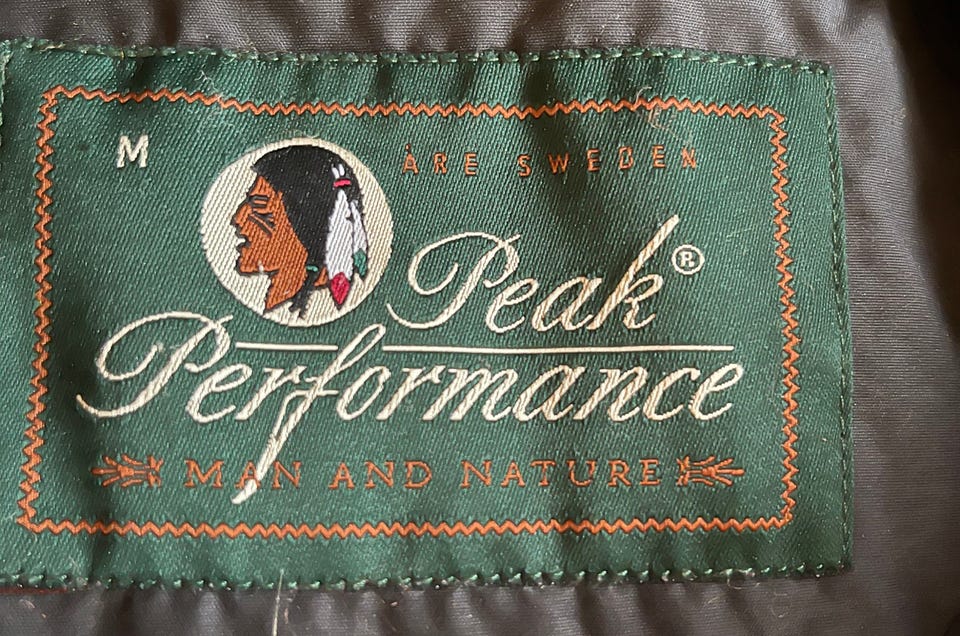 M
ÅRE SWEDEN
Peak®
Performance
MAN AND NATURE